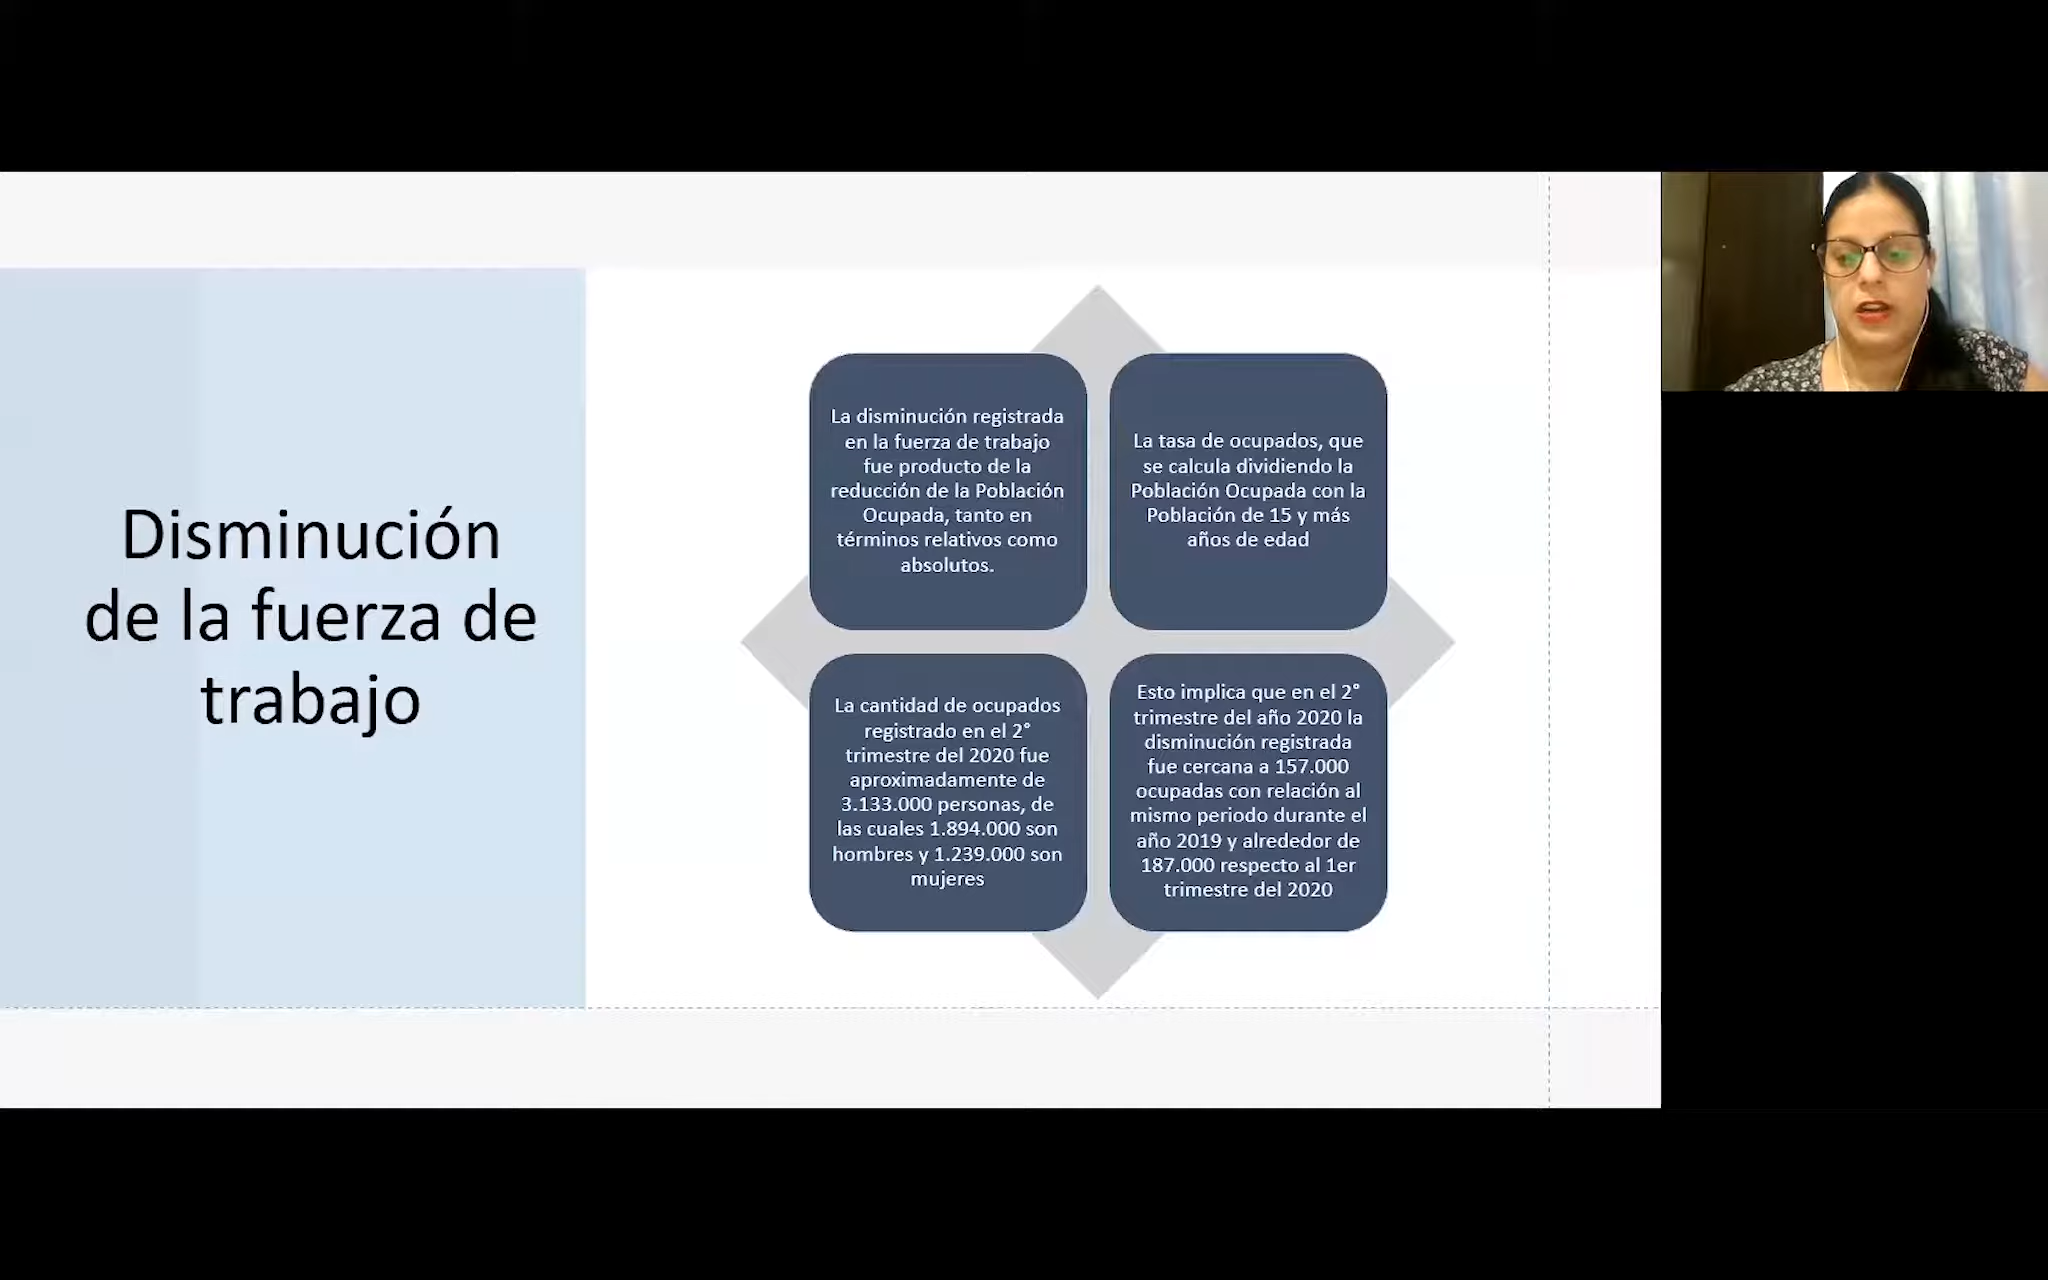 Disminución
de la fuerza de
trabajo
La disminución registrada
en la fuerza de trabajo
fue producto de la
reducción de la Población
Ocupada, tanto en
términos relativos como
absolutos.
La tasa de ocupados, que
se calcula dividiendo la
Población Ocupada con la
Población de 15 y más
años de edad
La cantidad de ocupados
registrado en el 2°
trimestre del 2020 fue
aproximadamente de
3.133.000 personas, de
las cuales 1.894.000 son
hombres y 1.239.000 son
mujeres
Esto implica que en el 2°
trimestre del año 2020 la
disminución registrada
fue cercana a 157.000
ocupadas con relación al
mismo periodo durante el
año 2019 y alrededor de
187.000 respecto al 1er
trimestre del 2020